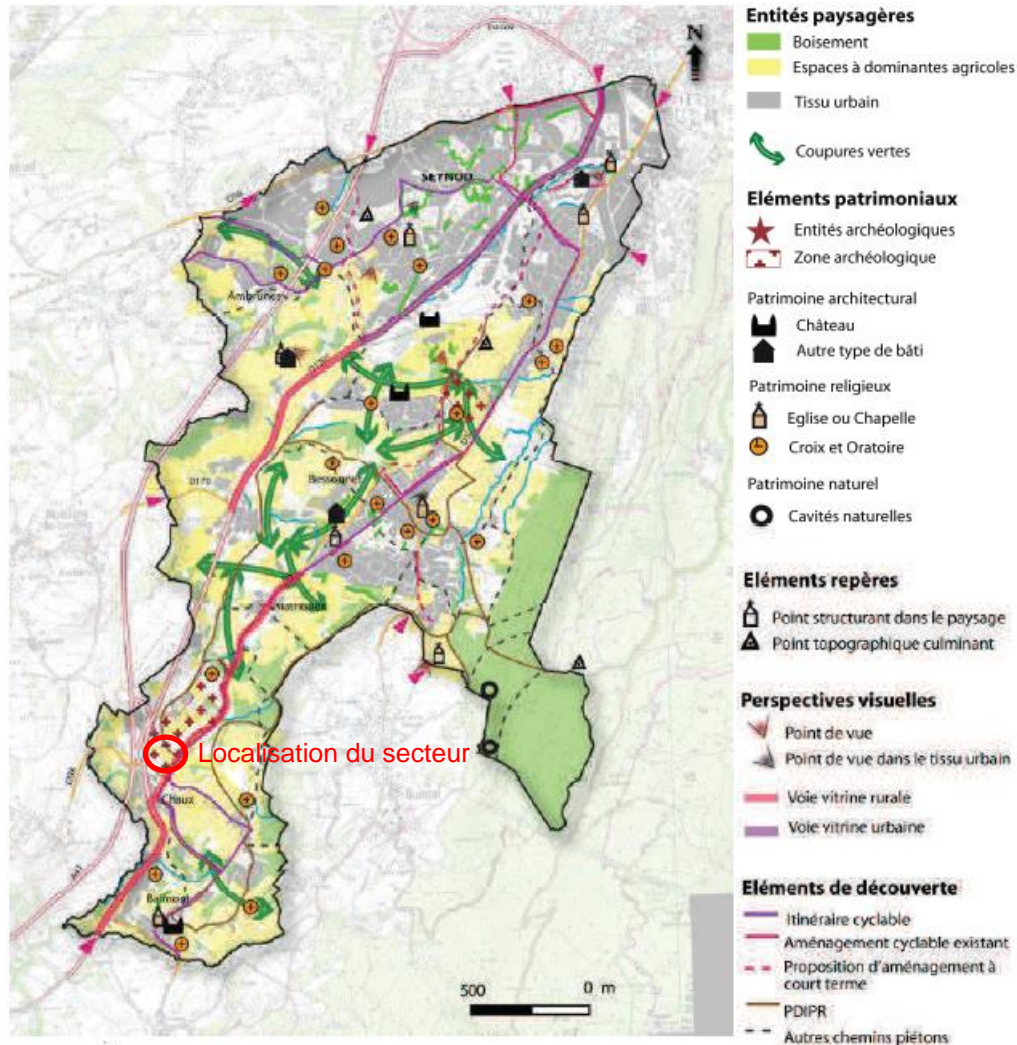 N
SEYNOD
Ambrunes
D170
Localisation du secteur
Chaux
A41
Balmont
500 0 m
Entités paysagères
Boisement
Espaces à dominantes agricoles
Tissu urbain
Coupures vertes
Eléments patrimoniaux
Entités archéologiques
Zone archéologique
Patrimoine architectural
Château
Autre type de bâti
Patrimoine religieux
Eglise ou Chapelle
Croix et Oratoire
Patrimoine naturel
Cavités naturelles
Eléments repères
Point structurant dans le paysage
Point topographique culminant
Perspectives visuelles
Point de vue
Point de vue dans le tissu urbain
Voie vitrine rurale
Voie vitrine urbaine
Eléments de découverte
Itinéraire cyclable
Aménagement cyclable existant
Proposition d'aménagement à
court terme
PDIPR
Autres chemins piétons